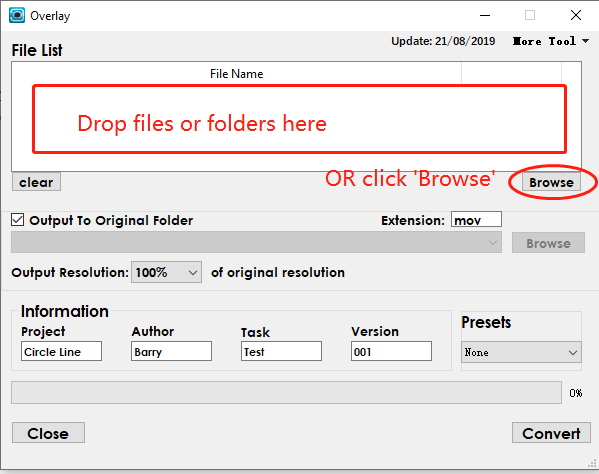 Overlay
Update: 21/08/2019 More Tool
File List
File Name
Drop files or folders here
OR click 'Browse'
clear Browse
Output To Original Folder Extension: mov
Browse
Output Resolution: 100% of original resolution
Information
Presets
Project Author Task Version
Circle Line Barry Test 001 None
0%
Close Convert